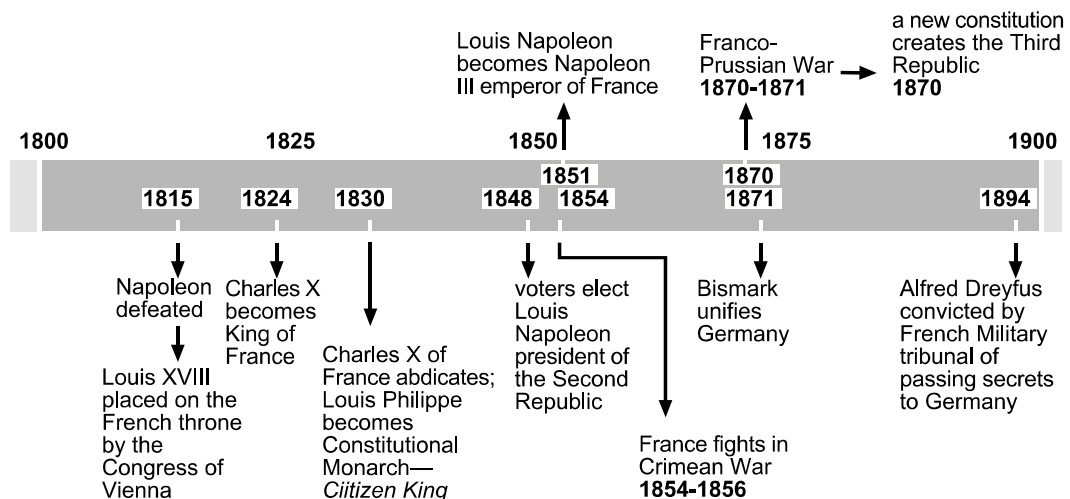 Louis Napoleon
becomes Napoleon
III emperor of France
Franco-
Prussian War
1870-1871
a new constitution
creates the Third
Republic
1870
1800
1825
1850
1875
1900
1851
1870
1815
1824
1830
1848
1854
1871
1894
Napoleon
defeated
Louis XVIII
placed on the
French throne
by the
Congress of
Vienna
Charles X
becomes
King of
France
Charles X of
France abdicates;
Louis Philippe
becomes
Constitutional
Monarch—
Ciitizen King
voters elect
Louis
Napoleon
president of
the Second
Republic
France fights in
Crimean War
1854-1856
Bismark
unifies
Germany
Alfred Dreyfus
convicted by
French Military
tribunal of
passing secrets
to Germany